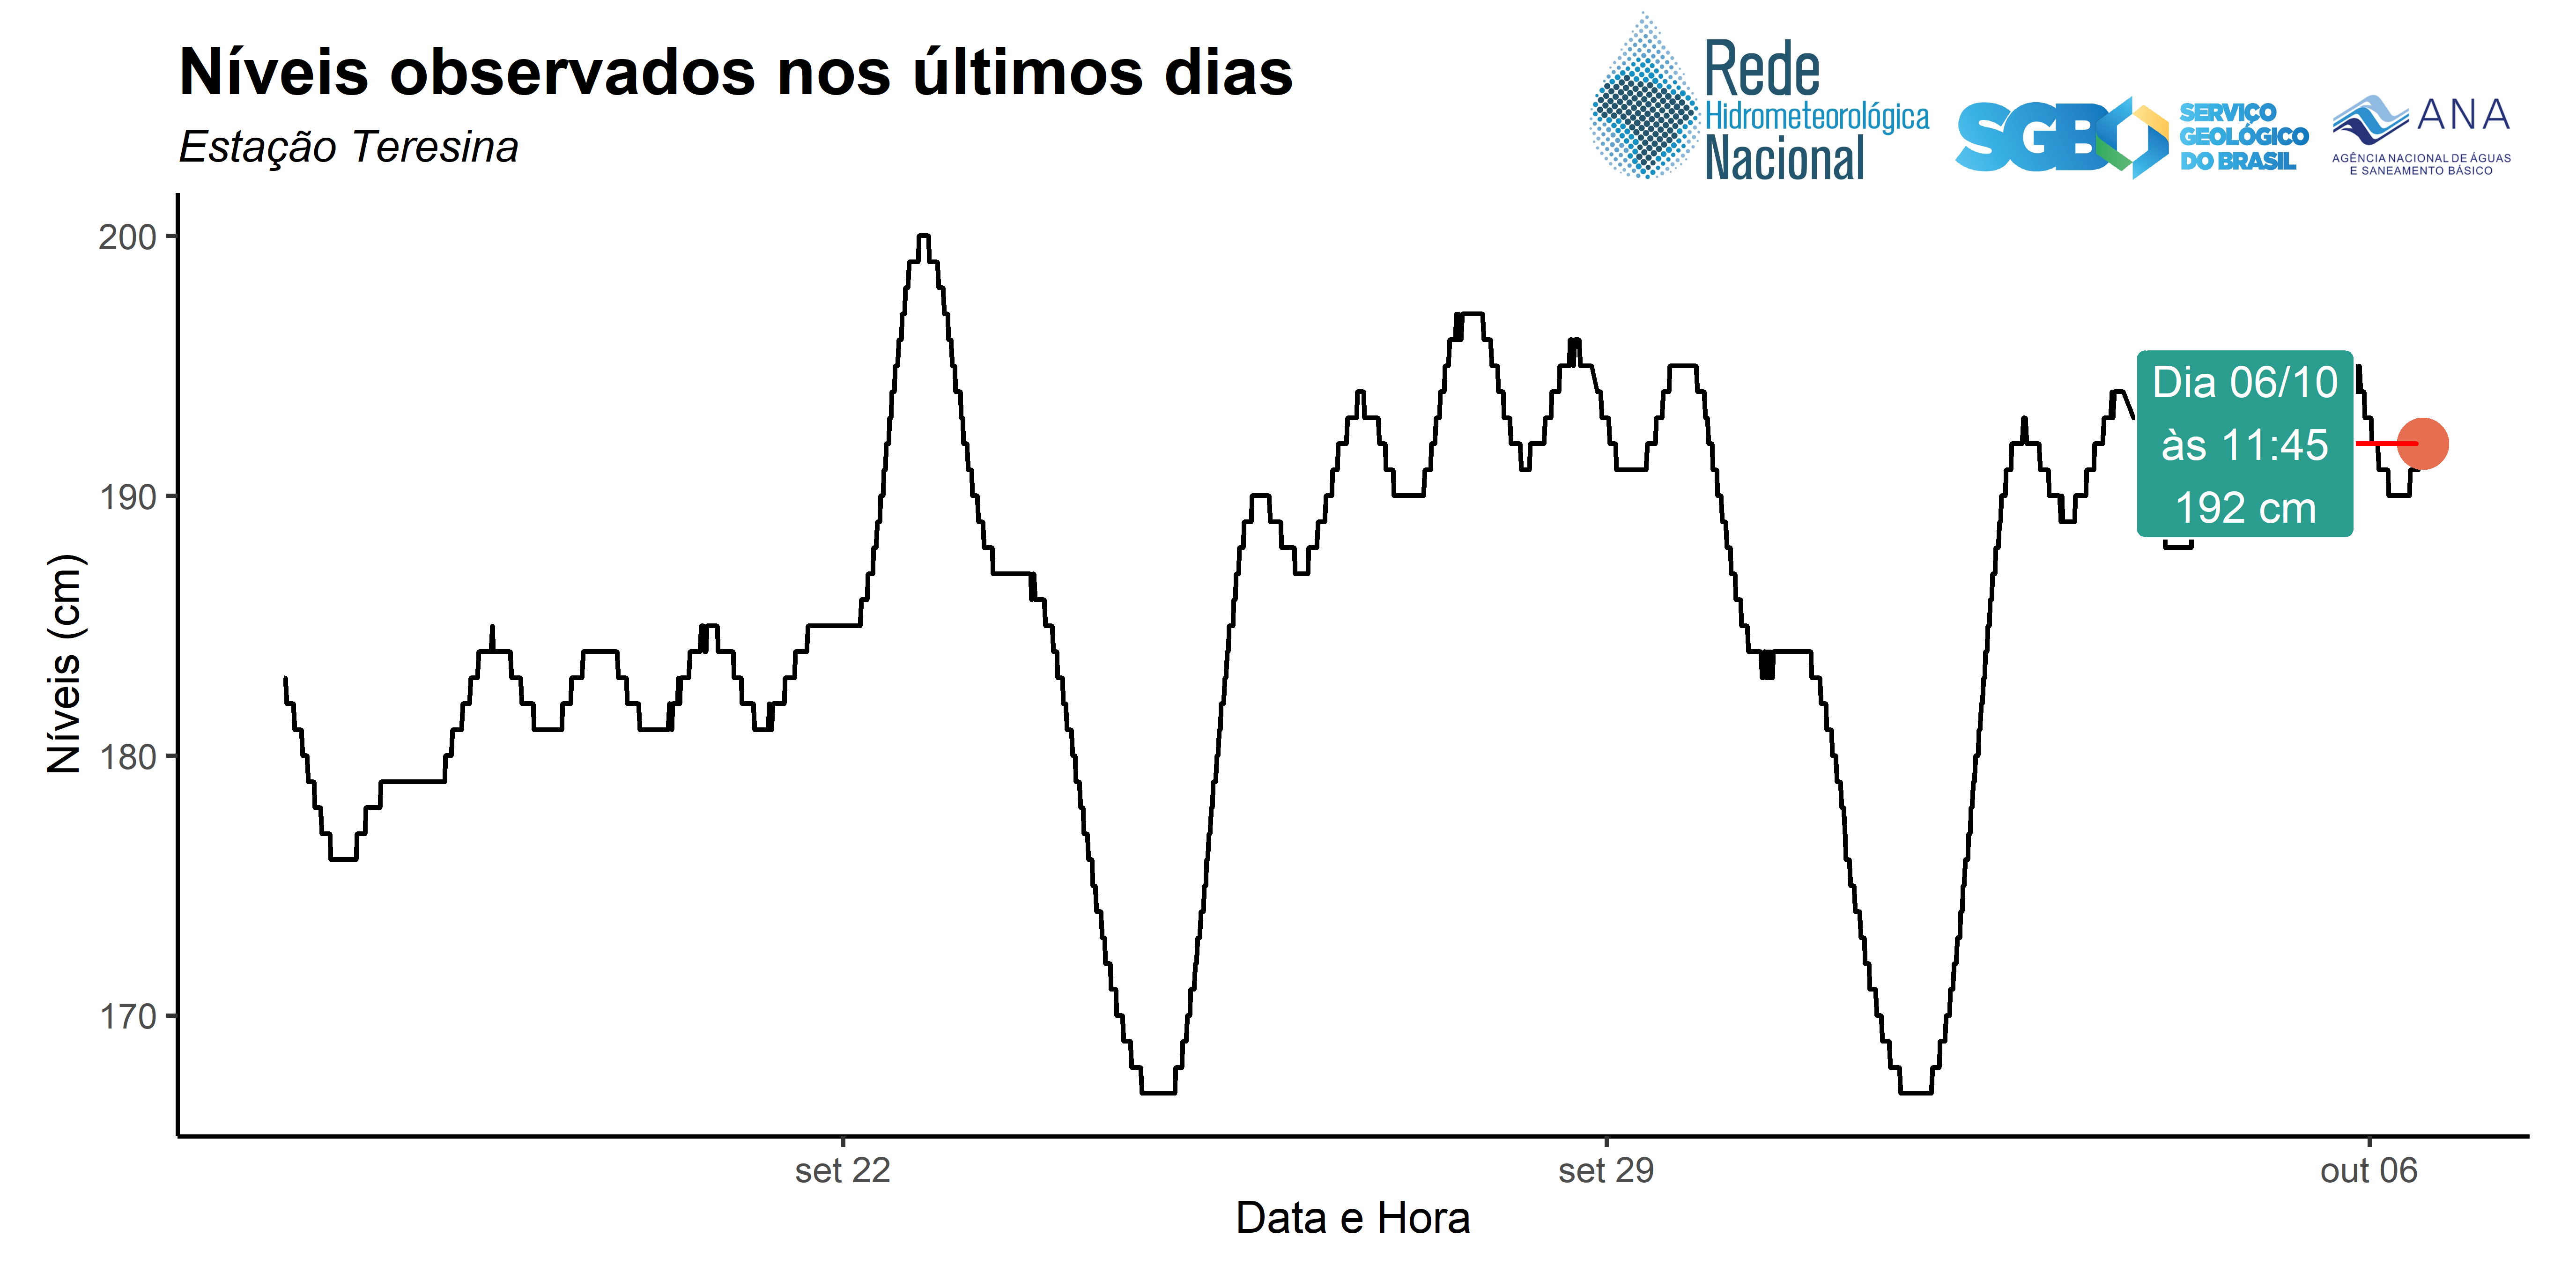 Níveis observados nos últimos dias
Estação Teresina
Rede
Hidrometeorológica
Nacional
SGB
SERVIÇO
GEOLÓGICO
DO BRASIL
ANA
AGÊNCIA NACIONAL DE ÁGUAS
E SANEAMENTO BÁSICO
200
190
180
170
Níveis (cm)
Dia 06/10
às 11:45
192 cm
set 22
set 29
out 06
Data e Hora